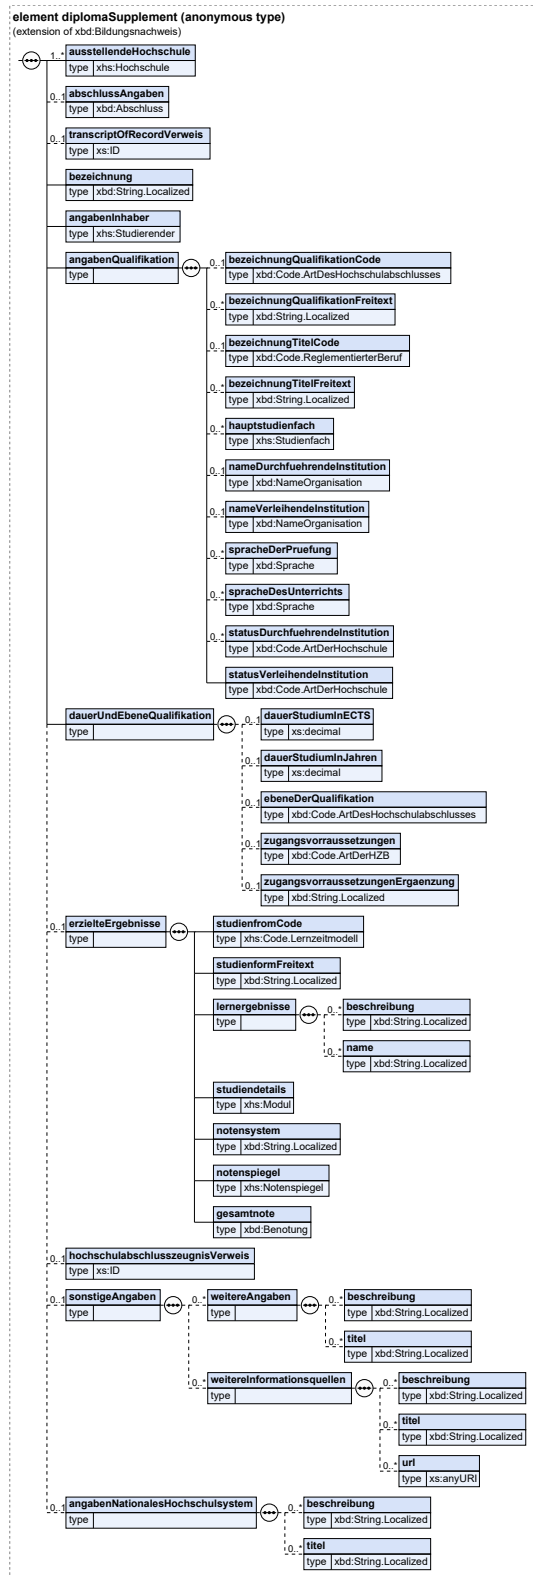 element diplomaSupplement (anonymous type)
(extension of xbd:Bildungsnachweis)
1..* ausstellendeHochschule
type xhs:Hochschule
0..1 abschlussAngaben
type xbd:Abschluss
0..1 transcriptOfRecordVerweis
type xs:ID
bezeichnung
type xbd:String.Localized
angabenInhaber
type xhs:Studierender
angabenQualifikation
type
0..1 bezeichnungQualifikationCode
type xbd:Code.ArtDesHochschulabschlusses
0..* bezeichnungQualifikationFreitext
type xbd:String.Localized
0..1 bezeichnungTitelCode
type xbd:Code.ReglementierterBeruf
0..* bezeichnungTitelFreitext
type xbd:String.Localized
0..* hauptstudienfach
type xhs:Studienfach
0..1 nameDurchfuehrendeInstitution
type xbd:NameOrganisation
0..1 nameVerleihendeInstitution
type xbd:NameOrganisation
0..* spracheDerPruefung
type xbd:Sprache
0..* spracheDesUnterrichts
type xbd:Sprache
0..* statusDurchfuehrendeInstitution
type xbd:Code.ArtDerHochschule
statusVerleihendeInstitution
type xbd:Code.ArtDerHochschule
dauerUndEbeneQualifikation
type
0..1 dauerStudiumInECTS
type xs:decimal
0..1 dauerStudiumInJahren
type xs:decimal
0..1 ebeneDerQualifikation
type xbd:Code.ArtDesHochschulabschlusses
0..1 zugangsvorraussetzungen
type xbd:Code.ArtDerHZB
0..1 zugangsvorraussetzungenErgaenzung
type xbd:String.Localized
0..1 erzielteErgebnisse
type
studienfromCode
type xhs:Code.Lernzeitmodell
studienformFreitext
type xbd:String.Localized
lernergebnisse
type
0..* beschreibung
type xbd:String.Localized
0..* name
type xbd:String.Localized
studiendetails
type xhs:Modul
notensystem
type xbd:String.Localized
notenspiegel
type xhs:Notenspiegel
gesamtnote
type xbd:Benotung
0..1 hochschulabschlusszeugnisVerweis
type xs:ID
0..1 sonstigeAngaben
type
0..* weitereAngaben
type
0..* beschreibung
type xbd:String.Localized
0..* titel
type xbd:String.Localized
0..* weitereInformationsquellen
type
0..* beschreibung
type xbd:String.Localized
0..* titel
type xbd:String.Localized
0..* url
type xs:anyURI
0..1 angabenNationalesHochschulsystem
type
0..* beschreibung
type xbd:String.Localized
0..* titel
type xbd:String.Localized